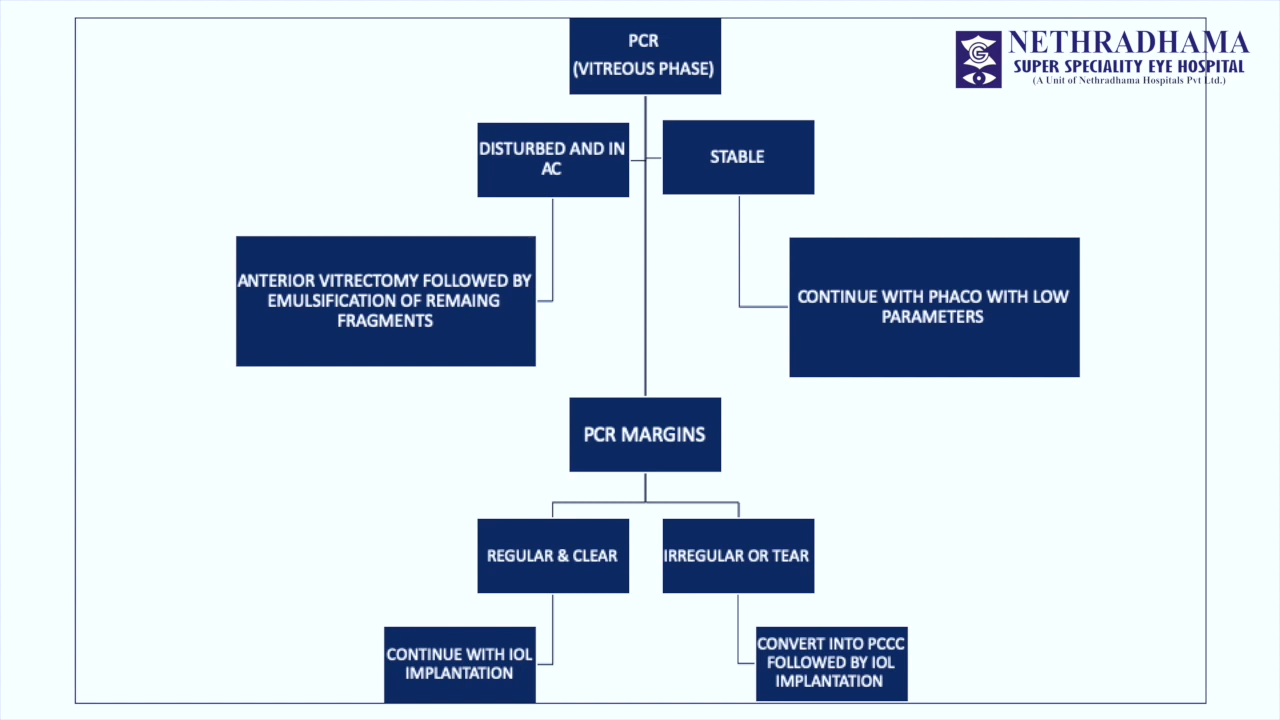 NETHRADHAMA
SUPER SPECIALITY EYE HOSPITAL
(A Unit of Nethradhama Hospitals Pvt Ltd.)
PCR
(VITREOUS PHASE)
DISTURBED AND IN
AC
STABLE
ANTERIOR VITRECTOMY FOLLOWED BY
EMULSIFICATION OF REMAING
FRAGMENTS
CONTINUE WITH PHACO WITH LOW
PARAMETERS
PCR MARGINS
REGULAR & CLEAR
IRREGULAR OR TEAR
CONTINUE WITH IOL
IMPLANTATION
CONVERT INTO PCCC
FOLLOWED BY IOL
IMPLANTATION